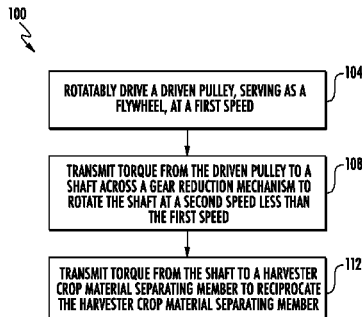 100
104
ROTATABLY DRIVE A DRIVEN PULLEY, SERVING AS A
FLYWHEEL, AT A FIRST SPEED
108
TRANSMIT TORQUE FROM THE DRIVEN PULLEY TO A
SHAFT ACROSS A GEAR REDUCTION MECHANISM TO
ROTATE THE SHAFT AT A SECOND SPEED LESS THAN
THE FIRST SPEED
112
TRANSMIT TORQUE FROM THE SHAFT TO A HARVESTER
CROP MATERIAL SEPARATING MEMBER TO RECIPROCATE
THE HARVESTER CROP MATERIAL SEPARATING MEMBER